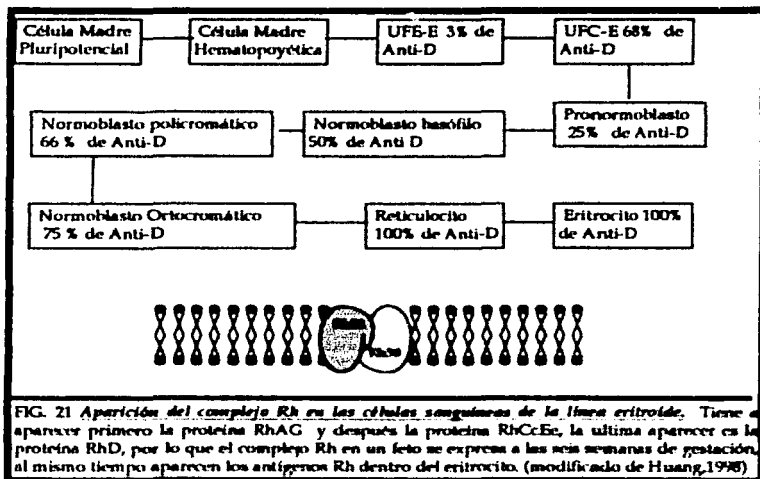 Célula Madre
Pluripotencial
Célula Madre
Hematopoyética
UFE-E 3% de
Anti-D
UFC-E 68% de
Anti-D
Pronormoblasto
25% de Anti-D
Normoblasto basófilo
50% de Anti D
Normoblasto policromático
66 % de Anti-D
Normoblasto Ortocromático
75 % de Anti-D
Reticulocito
100% de Anti-D
Eritrocito 100%
de Anti-D
FIG. 21 Aparición del complejo Rh en las células sanguíneas de la línea eritroide. Tiene a
aparecer primero la proteína RhAG y después la proteína RhCcEe, la ultima aparecer es la
proteína RhD, por lo que el complejo Rh en un feto se expresa a las seis semanas de gestación,
al mismo tiempo aparecen los antígenos Rh dentro del eritrocito. (modificado de Huang,1998)